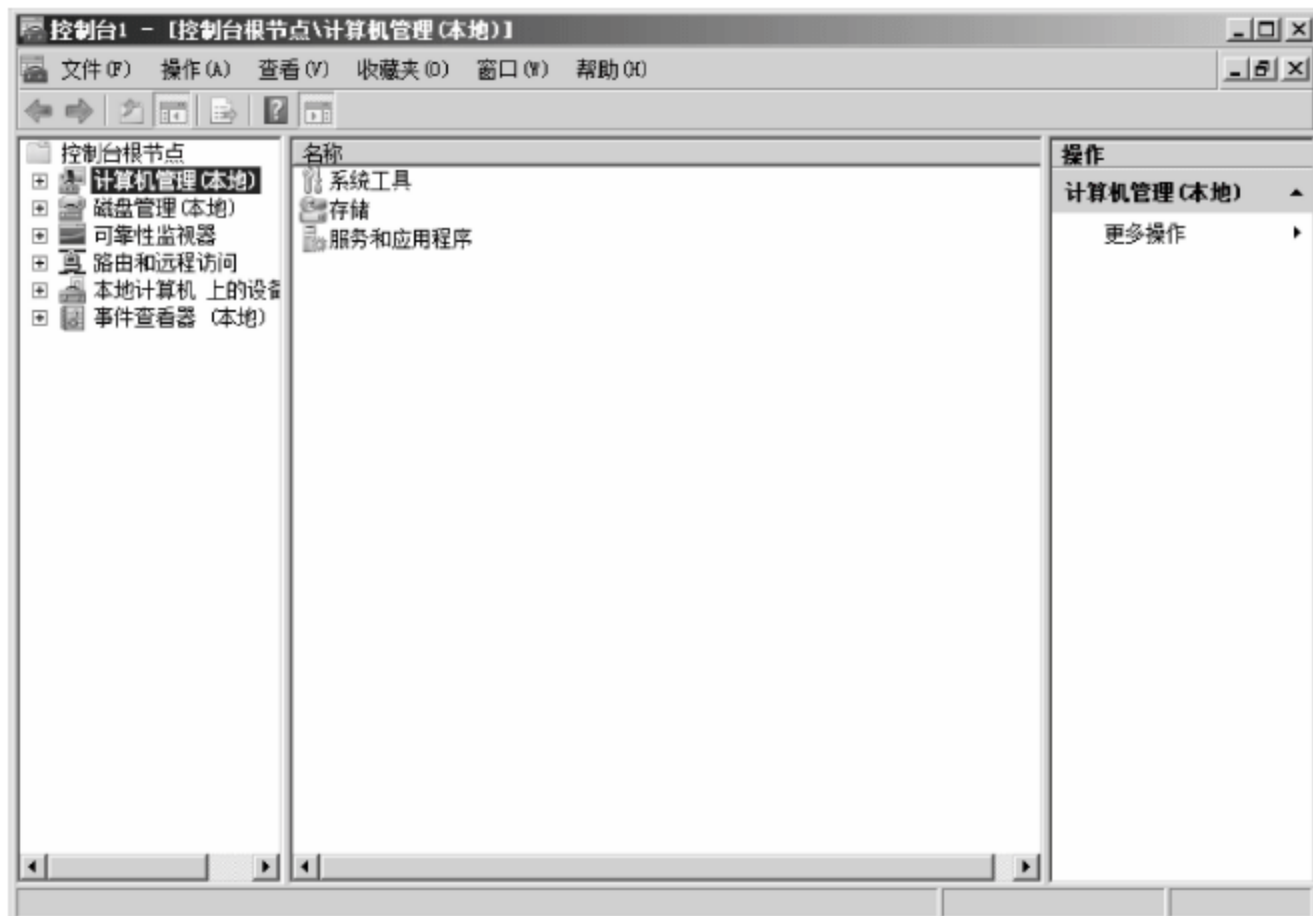 控制台1 - [控制台根节点\计算机管理(本地)]
文件(F) 操作(A) 查看(V) 收藏夹(O) 窗口(W) 帮助(H)
控制台根节点
计算机管理(本地)
磁盘管理(本地)
可靠性监视器
路由和远程访问
本地计算机 上的设备
事件查看器 (本地)
名称
系统工具
存储
服务和应用程序
操作
计算机管理(本地)
更多操作